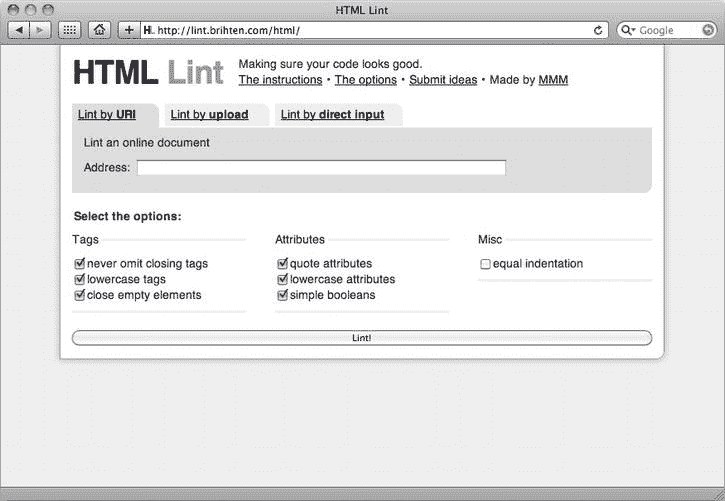 HTML Lint
http://lint.brihten.com/html/
Google
HTML Lint
Making sure your code looks good.
The instructions • The options • Submit ideas • Made by MMM
Lint by URI
Lint by upload
Lint by direct input
Lint an online document
Address:
Select the options:
Tags
never omit closing tags
lowercase tags
close empty elements
Attributes
quote attributes
lowercase attributes
simple booleans
Misc
equal indentation
Lint!